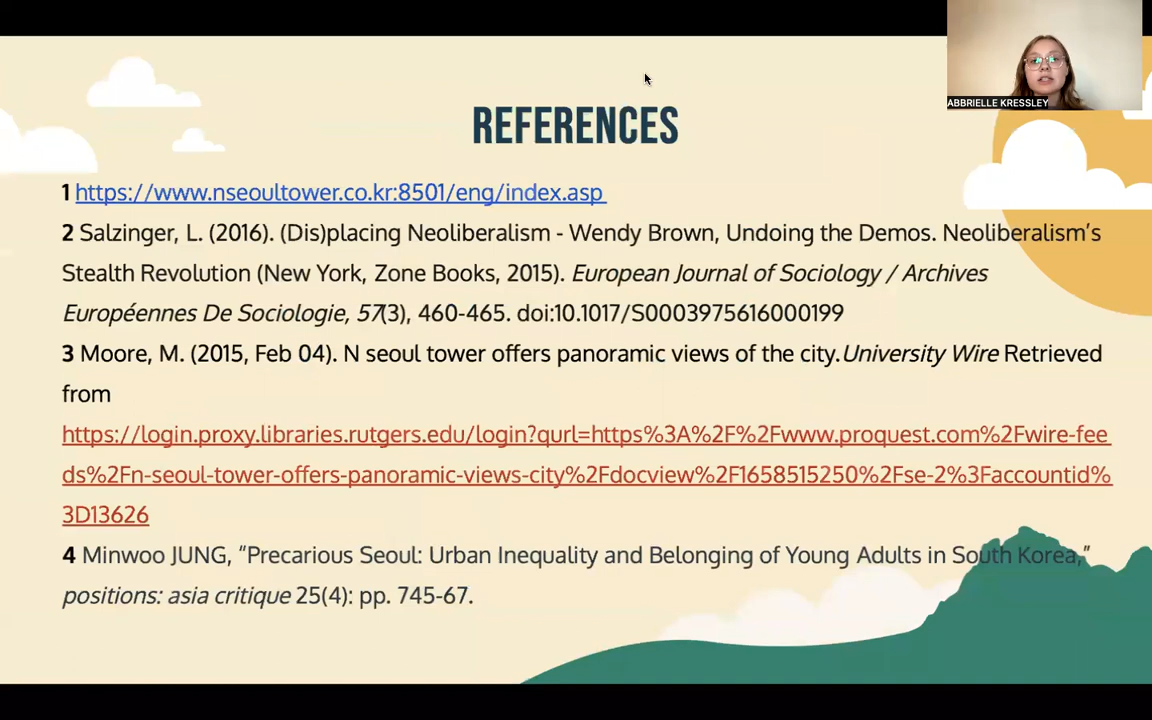 ABBRIELLE KRESSLEY
REFERENCES
1 https://www.nseoultower.co.kr:8501/eng/index.asp
2 Salzinger, L. (2016). (Dis)placing Neoliberalism - Wendy Brown, Undoing the Demos. Neoliberalism’s
Stealth Revolution (New York, Zone Books, 2015). European Journal of Sociology / Archives
Européennes De Sociologie, 57(3), 460-465. doi:10.1017/S0003975616000199
3 Moore, M. (2015, Feb 04). N seoul tower offers panoramic views of the city.University Wire Retrieved
from
https://login.proxy.libraries.rutgers.edu/login?qurl=https%3A%2F%2Fwww.proquest.com%2Fwire-fee
ds%2Fn-seoul-tower-offers-panoramic-views-city%2Fdocview%2F1658515250%2Fse-2%3Faccountid%
3D13626
4 Minwoo JUNG, “Precarious Seoul: Urban Inequality and Belonging of Young Adults in South Korea,”
positions: asia critique 25(4): pp. 745-67.